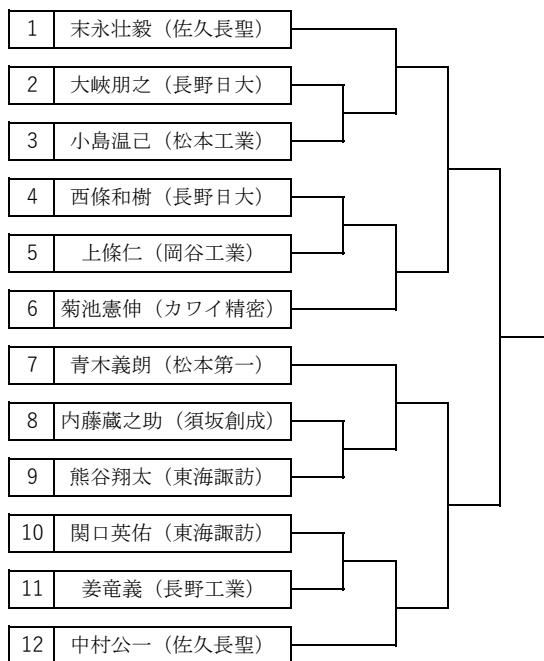 1 末永壮毅（佐久長聖）
2 大峽朋之（長野日大）
3 小島温己（松本工業）
4 西條和樹（長野日大）
5 上條仁（岡谷工業）
6 菊池憲伸（カワイ精密）
7 青木義朗（松本第一）
8 内藤蔵之助（須坂創成）
9 熊谷翔太（東海諏訪）
10 関口英佑（東海諏訪）
11 姜竜義（長野工業）
12 中村公一（佐久長聖）